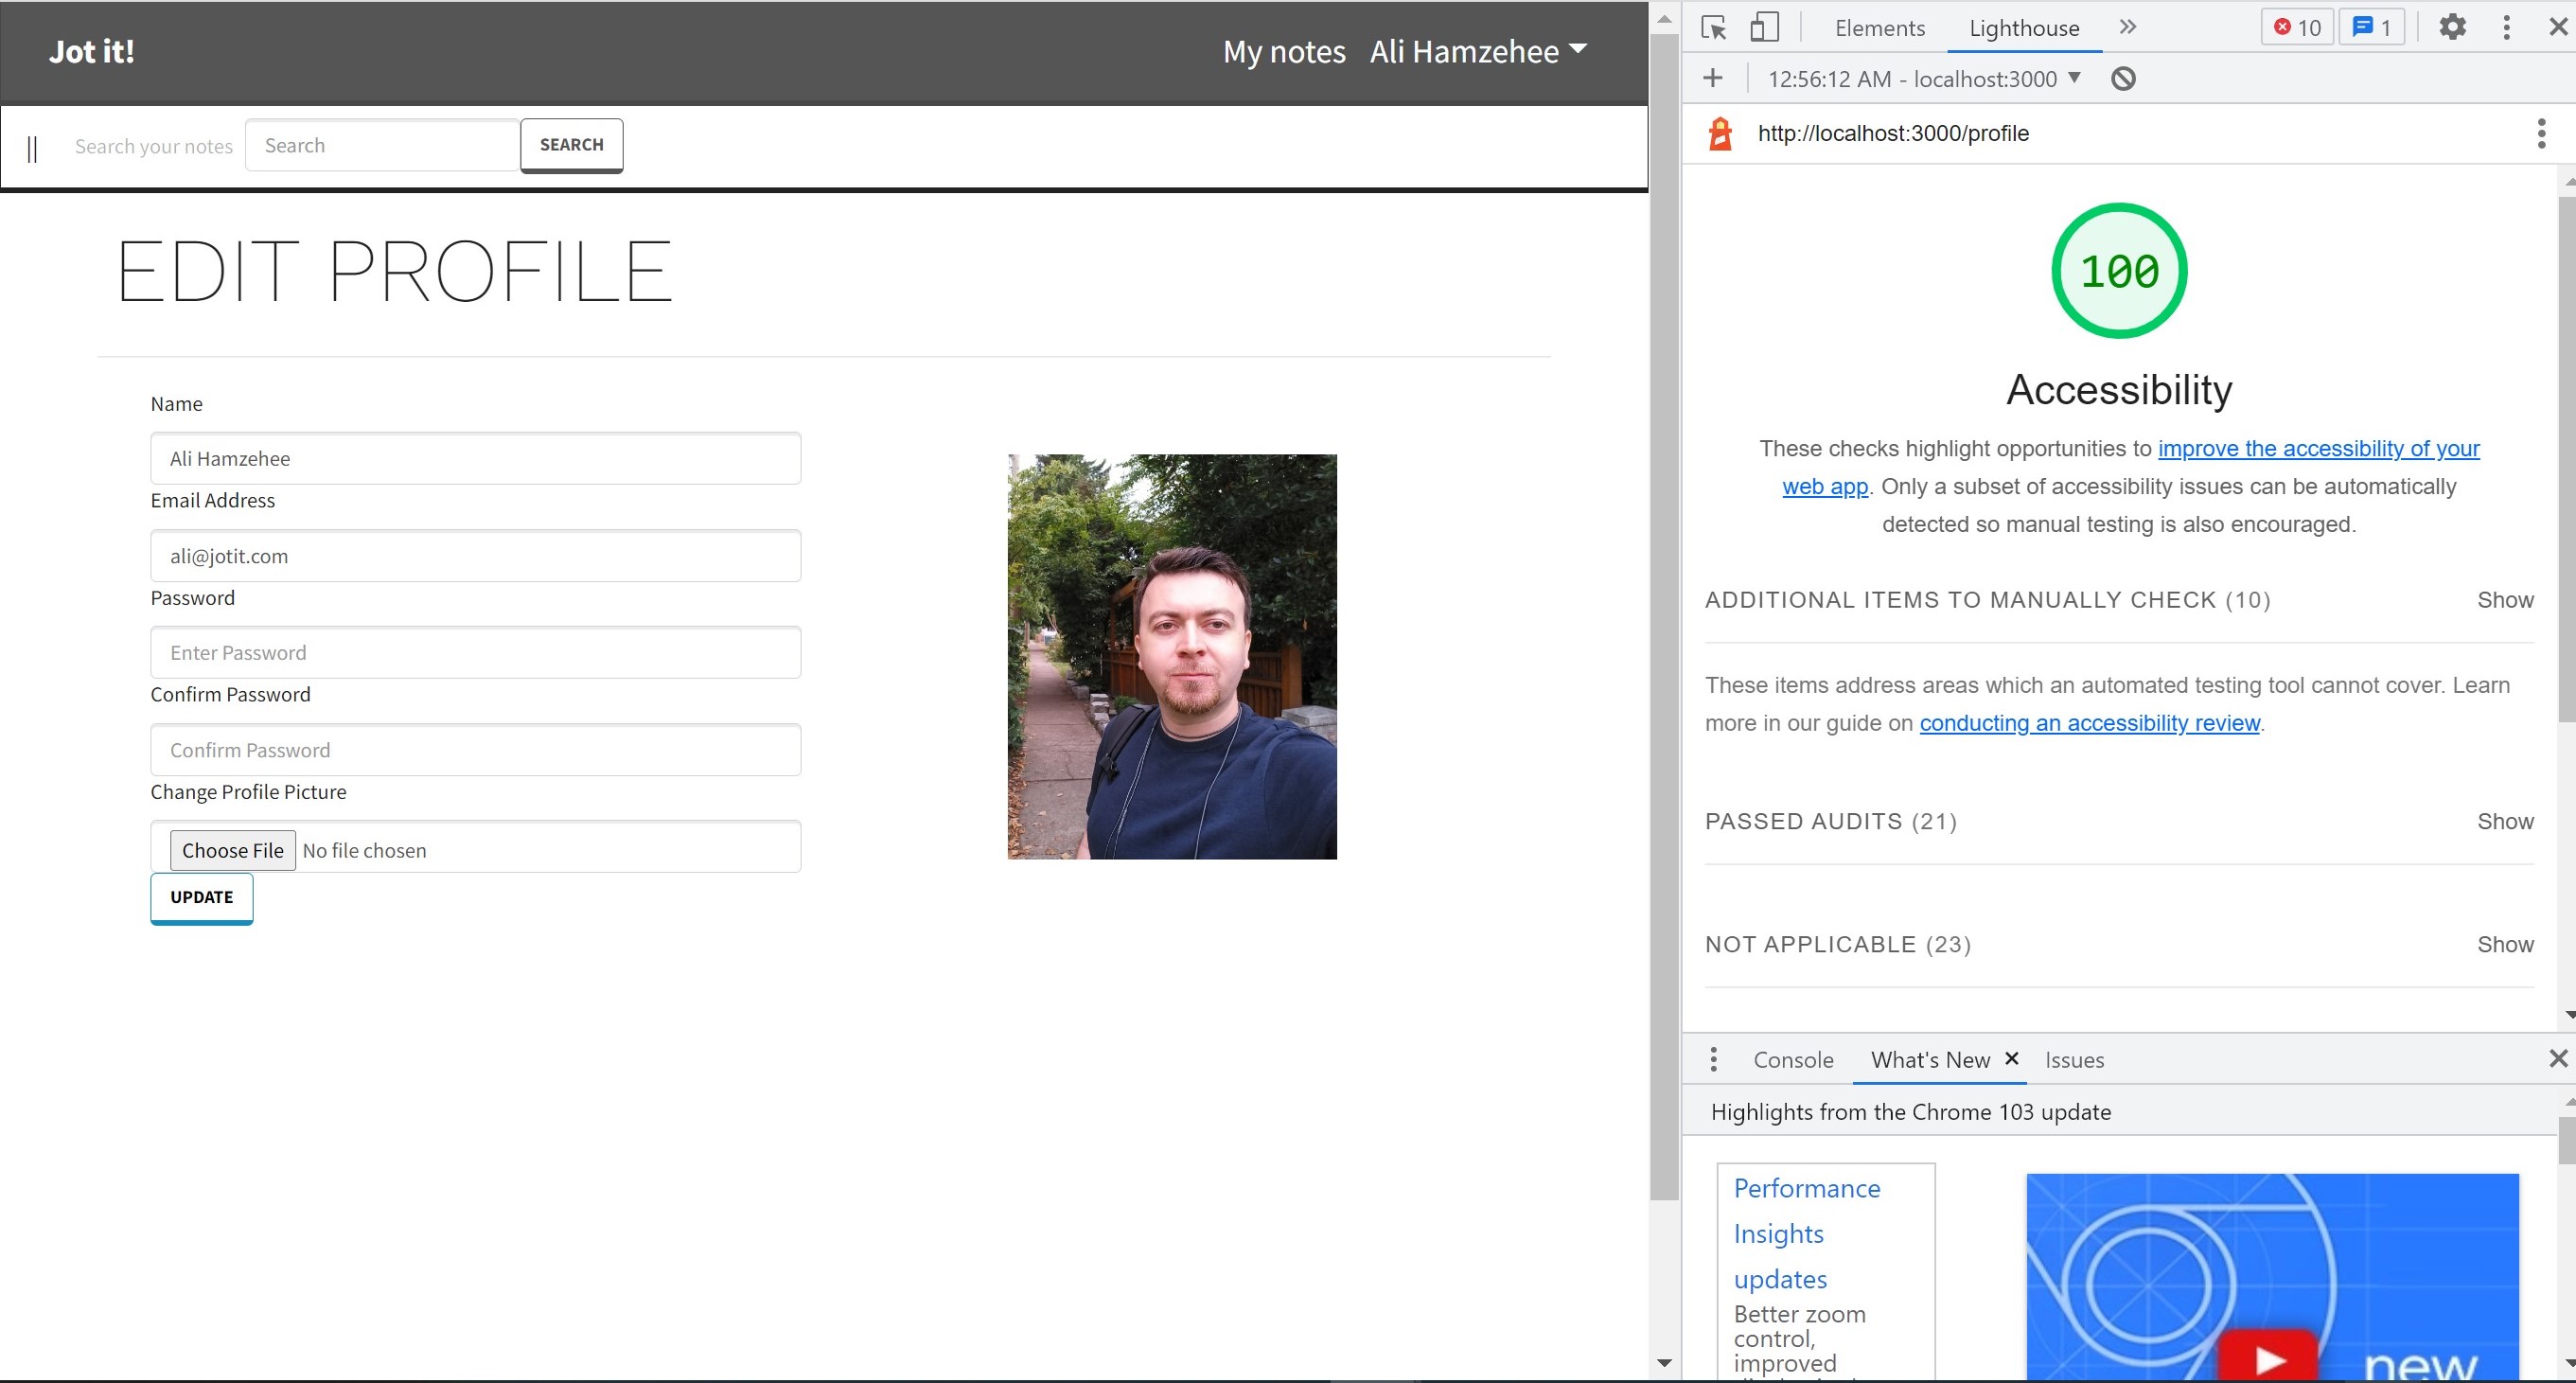 Jot it!
My notes
Ali Hamzehee
Search your notes
Search
SEARCH
EDIT PROFILE
Name
Ali Hamzehee
Email Address
ali@jotit.com
Password
Enter Password
Confirm Password
Confirm Password
Change Profile Picture
Choose File No file chosen
UPDATE
Elements
Lighthouse
10
1
12:56:12 AM - localhost:3000
http://localhost:3000/profile
100
Accessibility
These checks highlight opportunities to improve the accessibility of your
web app. Only a subset of accessibility issues can be automatically
detected so manual testing is also encouraged.
ADDITIONAL ITEMS TO MANUALLY CHECK (10)
Show
These items address areas which an automated testing tool cannot cover. Learn
more in our guide on conducting an accessibility review.
PASSED AUDITS (21)
Show
NOT APPLICABLE (23)
Show
Console
What's New
Issues
Highlights from the Chrome 103 update
Performance
Insights
updates
Better zoom
control,
improved
new